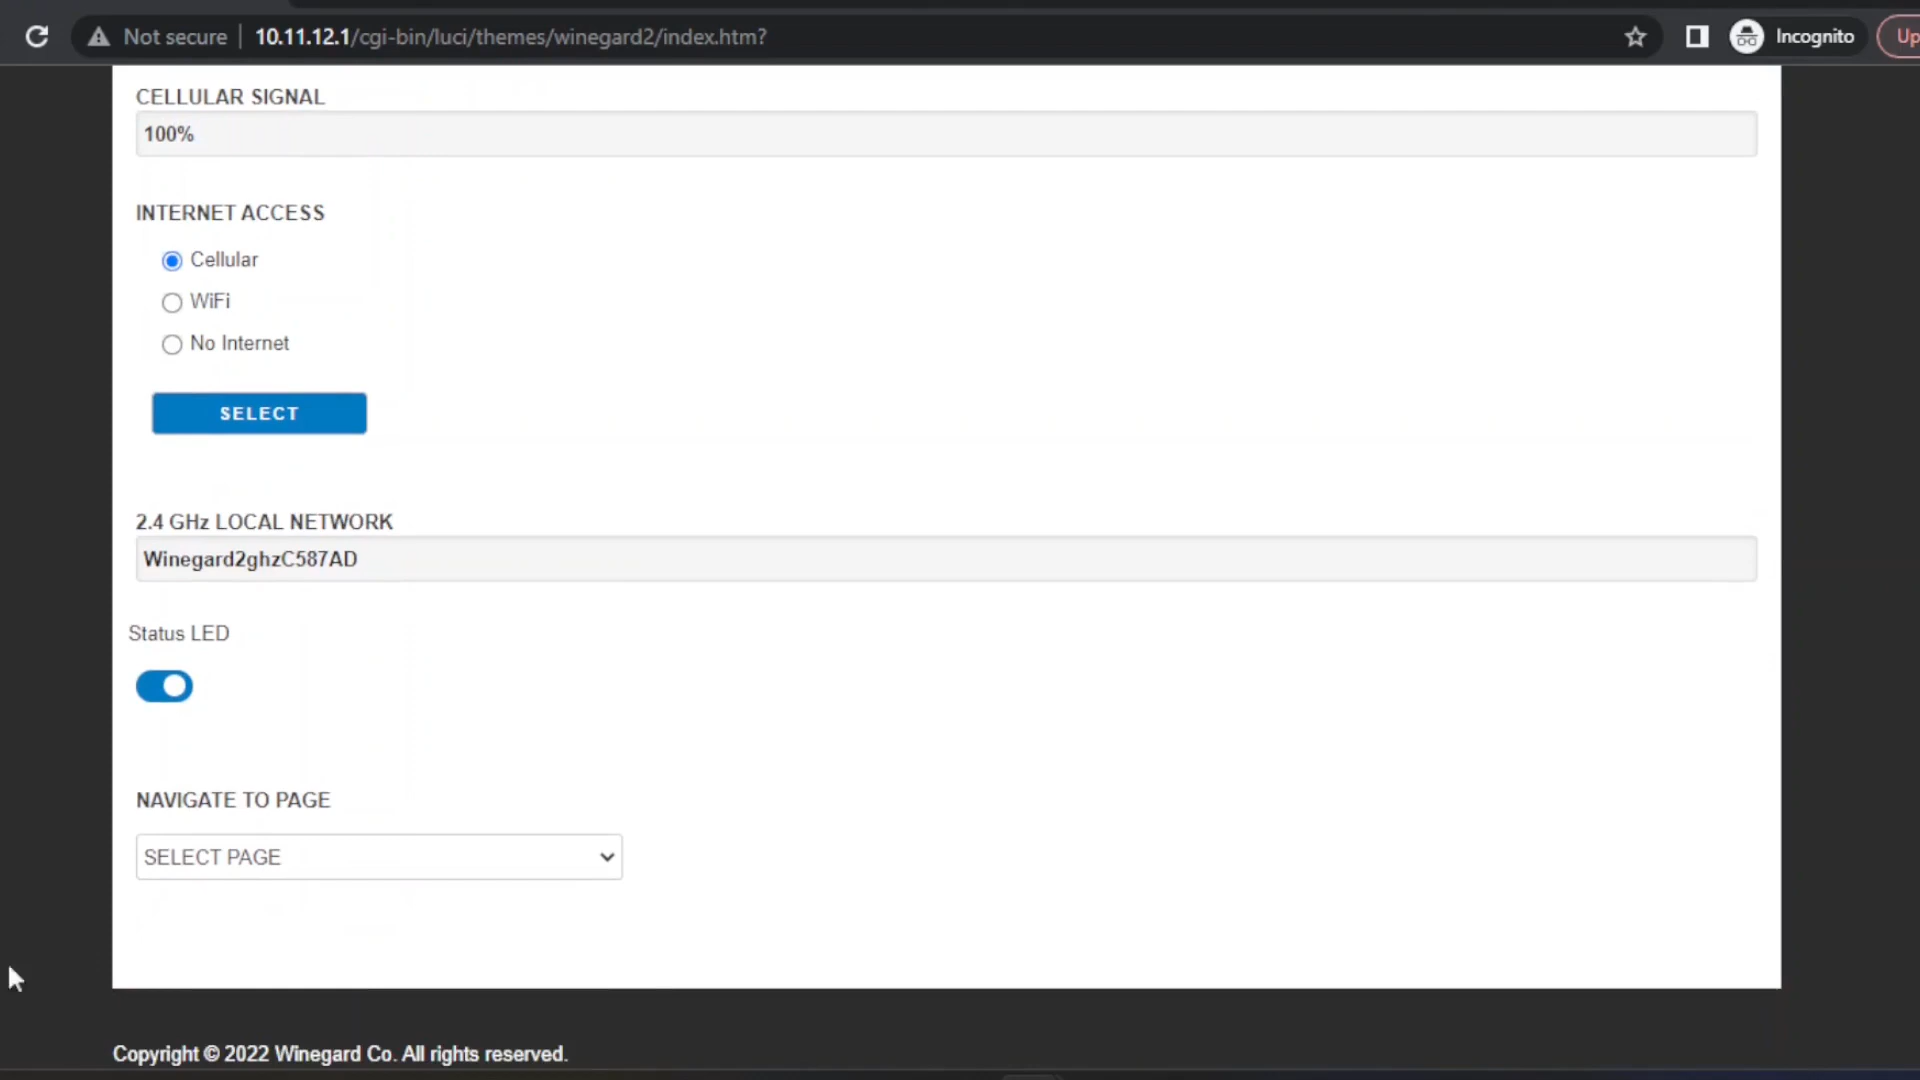 Not secure
10.11.12.1/cgi-bin/luci/themes/winegard2/index.htm?
Incognito
Up
CELLULAR SIGNAL
100%
INTERNET ACCESS
Cellular
WiFi
No Internet
SELECT
2.4 GHz LOCAL NETWORK
Winegard2ghzC587AD
Status LED
NAVIGATE TO PAGE
SELECT PAGE
Copyright © 2022 Winegard Co. All rights reserved.